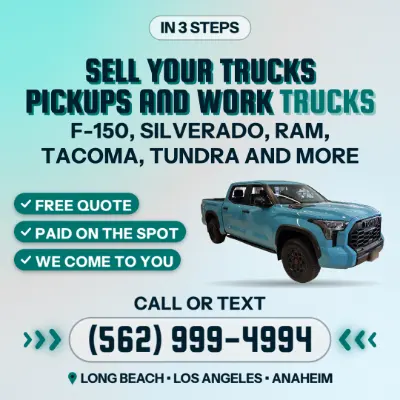 IN 3 STEPS
SELL YOUR TRUCKS
PICKUPS AND WORK TRUCKS
F-150, SILVERADO, RAM,
TACOMA, TUNDRA AND MORE
FREE QUOTE
PAID ON THE SPOT
WE COME TO YOU
CALL OR TEXT
(562) 999-4994
LONG BEACH • LOS ANGELES • ANAHEIM